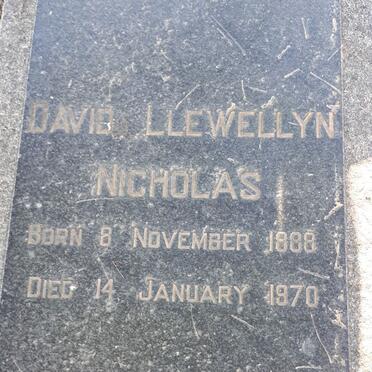 David Llewellyn
Nicholas
Born 8 November 1888
Died 14 January 1970